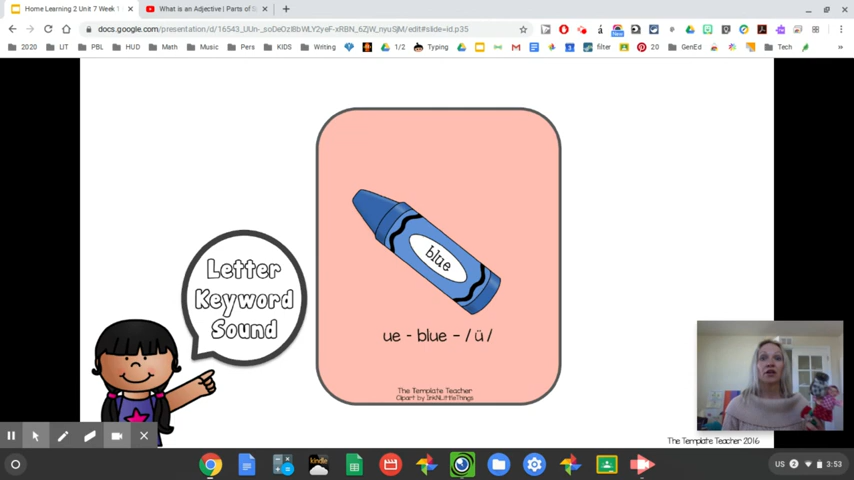 Home Learning 2 Unit 7 Week 1
What is an Adjective | Parts of S
docs.google.com/presentation/d/16543_UUn-_soDeOztBbWLY2yeF-xRBN_6ZjW_nyuSjM/edit#slide=id.p35
2020
LIT
PBL
HUD
Math
Music
Pers
KIDS
Writing
1/2
Typing
filter
20
GenEd
Tech
blue
Letter
Keyword
Sound
ue - blue - / ü /
The Template Teacher
Clipart by InkNLittleThings
The Template Teacher 2016
kindle
US 2 3:53